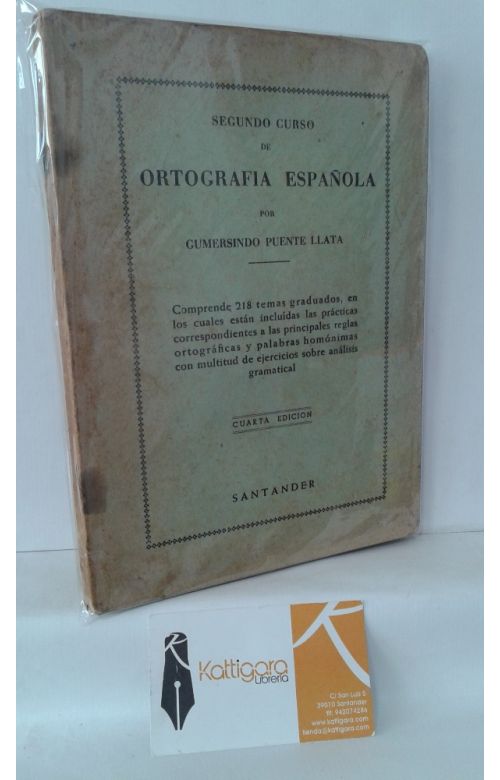 SEGUNDO CURSO
DE
ORTOGRAFIA ESPAÑOLA
POR
GUMERSINDO PUENTE LLATA
Comprende 218 temas graduados, en
los cuales están incluídas las prácticas
correspondientes a las principales reglas
ortográficas y palabras homónimas
con multitud de ejercicios sobre análisis
gramatical
CUARTA EDICION
SANTANDER
Kattigara
Librería
C/ San Luis 5
39010 Santander
tlf: 942074286
www.kattigara.com
tienda@kattigara.com